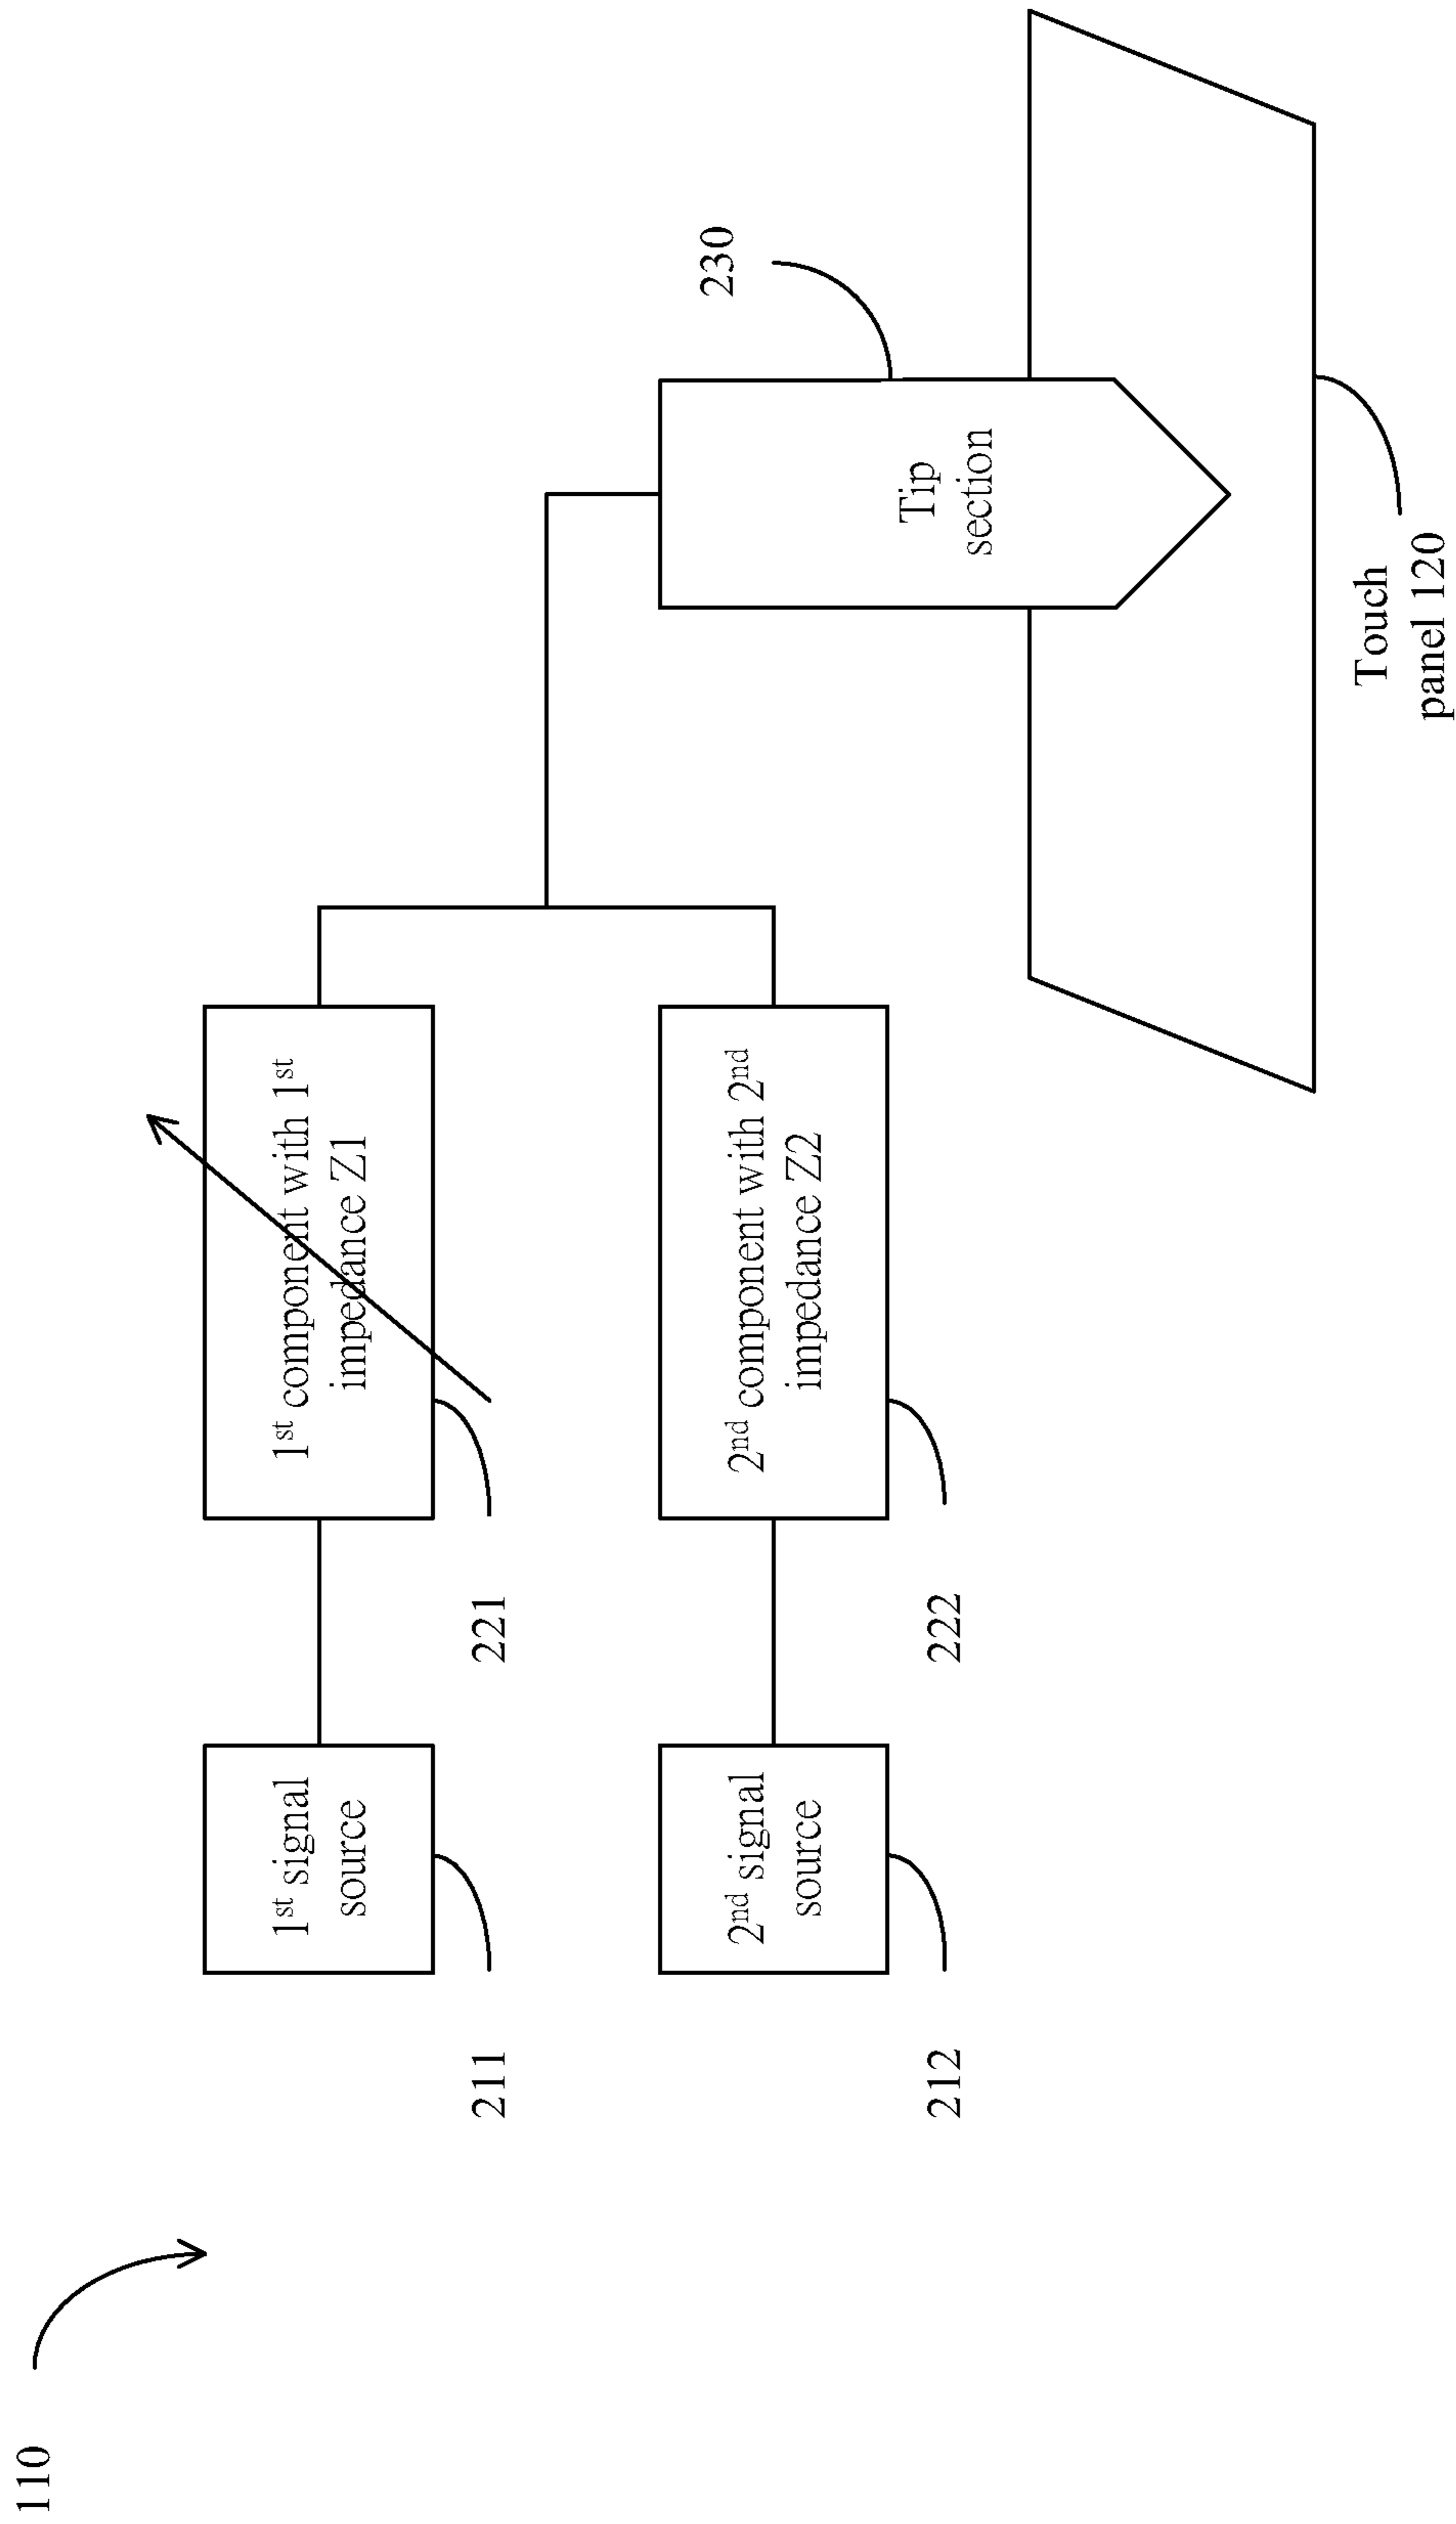 110
1st signal
source
211
1st component with 1st
impedance Z1
221
2nd signal
source
212
2nd component with 2nd
impedance Z2
222
230
Tip
section
Touch
panel 120